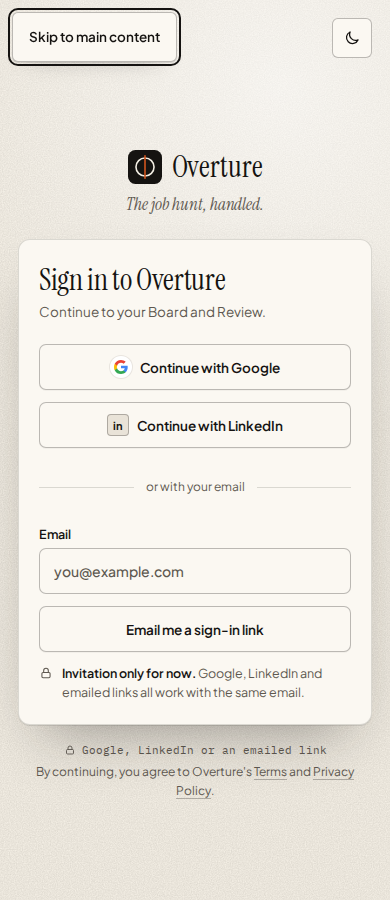 Skip to main content
Overture
The job hunt, handled.
Sign in to Overture
Continue to your Board and Review.
Continue with Google
in
Continue with LinkedIn
or with your email
Email
you@example.com
Email me a sign-in link
Invitation only for now. Google, LinkedIn and
emailed links all work with the same email.
Google, LinkedIn or an emailed link
By continuing, you agree to Overture's Terms and Privacy
Policy.